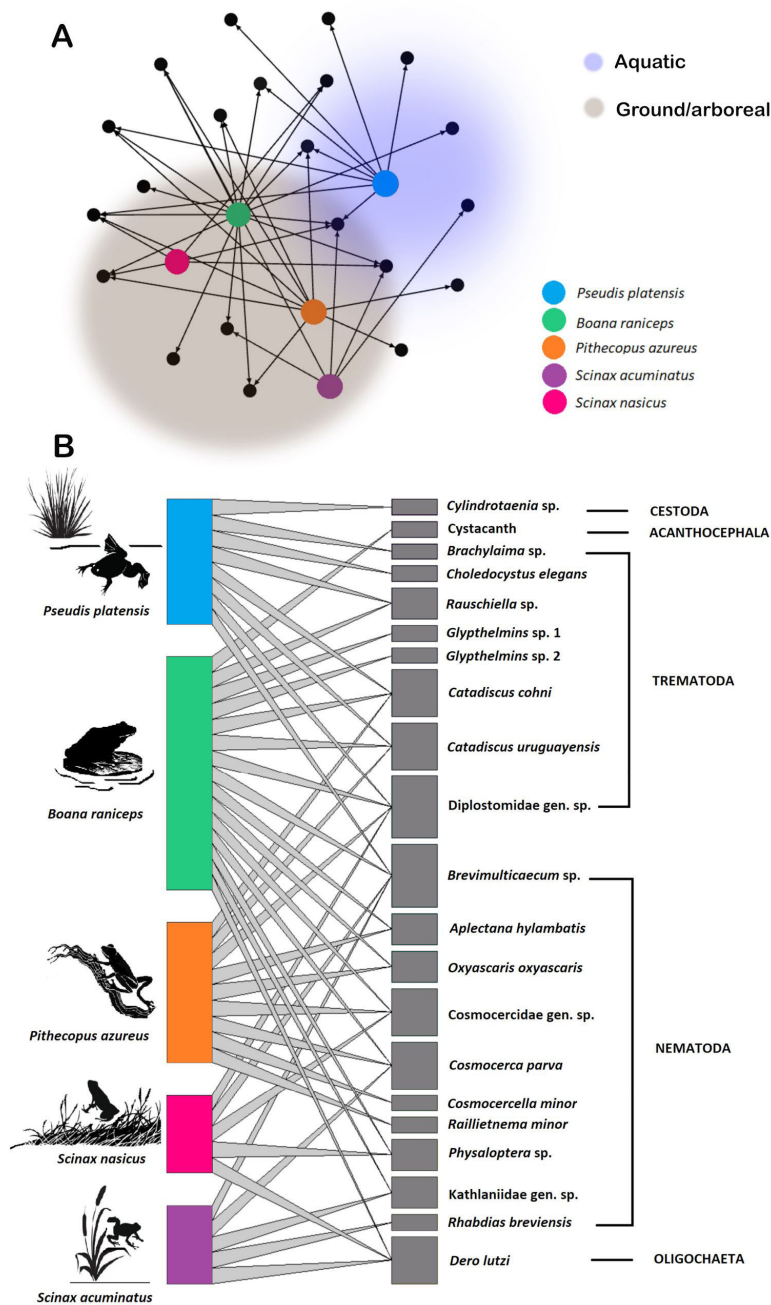 A
Aquatic
Ground/arboreal
Pseudis platensis
Boana raniceps
Pithecopus azureus
Scinax acuminatus
Scinax nasicus
B
Pseudis platensis
Boana raniceps
Pithecopus azureus
Scinax nasicus
Scinax acuminatus
Cylindrotaenia sp.
Cystacanth
Brachylaima sp.
Choledocystus elegans
Rauschiella sp.
Glypthelmins sp. 1
Glypthelmins sp. 2
Catadiscus cohni
Catadiscus uruguayensis
Diplostomidae gen. sp.
Brevimulticaecum sp.
Aplectana hylambatis
Oxyascaris oxyascaris
Cosmocercidae gen. sp.
Cosmocerca parva
Cosmocercella minor
Raillietnema minor
Physaloptera sp.
Kathlaniidae gen. sp.
Rhabdias breviensis
Dero lutzi
CESTODA
ACANTHOCEPHALA
TREMATODA
NEMATODA
OLIGOCHAETA